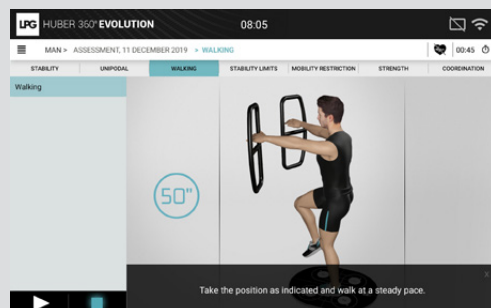 LPG HUBER 360° EVOLUTION 08:05
MAN > ASSESSMENT, 11 DECEMBER 2019 > WALKING 00:45
STABILITY UNIPODAL WALKING STABILITY LIMITS MOBILITY RESTRICTION STRENGTH COORDINATION
Walking
50"
X
Take the position as indicated and walk at a steady pace.